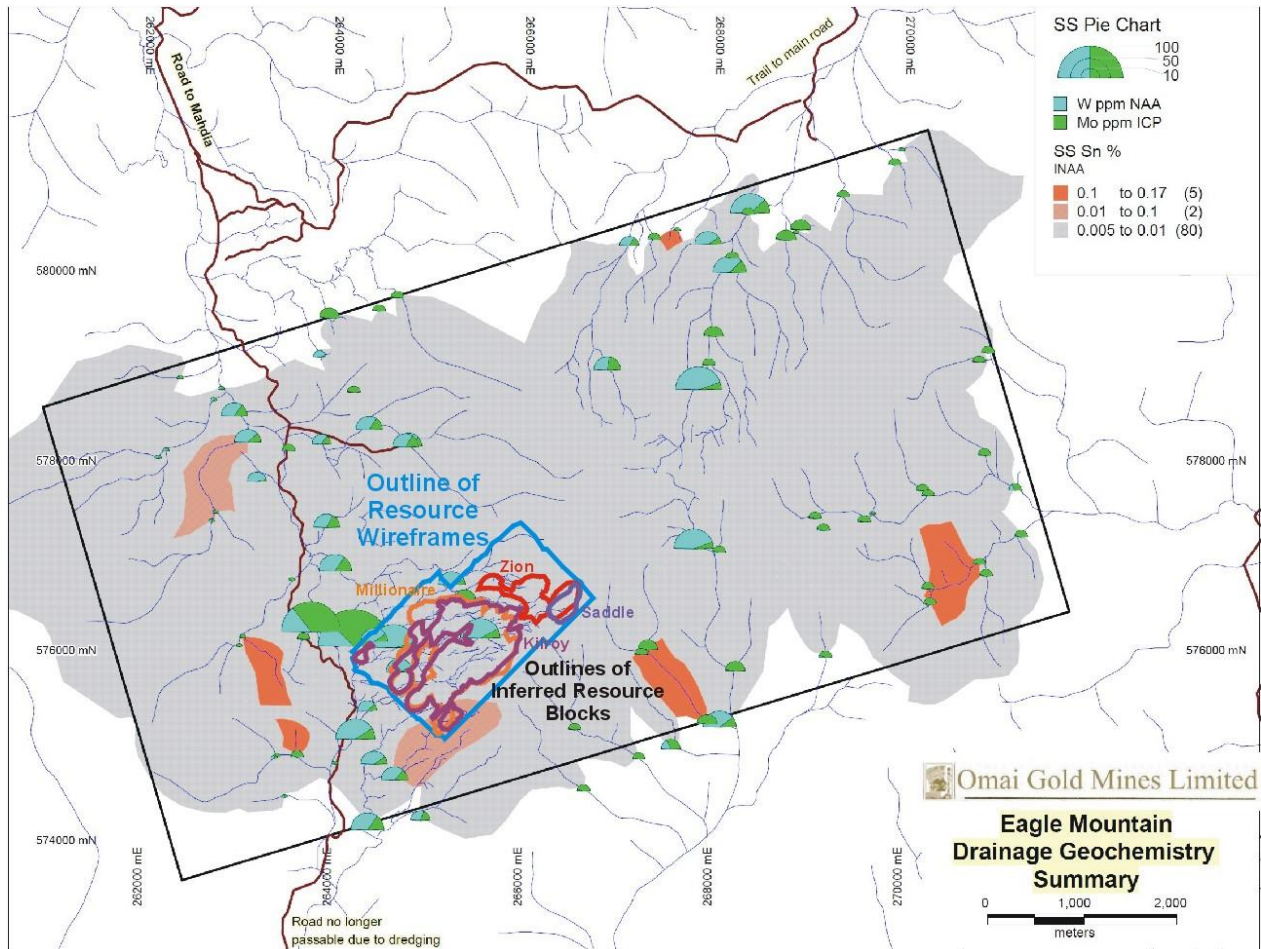 262000 mE
264000 mE
266000 mE
268000 mE
270000 mE
Road to Mahdia
Trail to main road
SS Pie Chart
100
50
10
W ppm NAA
Mo ppm ICP
SS Sn %
INAA
0.1 to 0.17 (5)
0.01 to 0.1 (2)
0.005 to 0.01 (80)
580000 mN
578000 mN
578000 mN
Outline of
Resource
Wireframes
Zion
Millionaire
Saddle
Kilroy
576000 mN
576000 mN
Outlines of
Inferred Resource
Blocks
574000 mN
262000 mE
264000 mE
268000 mE
268000 mE
270000 mE
Road no longer
passable due to dredging
Omai Gold Mines Limited
Eagle Mountain
Drainage Geochemistry
Summary
0 1,000 2,000
meters